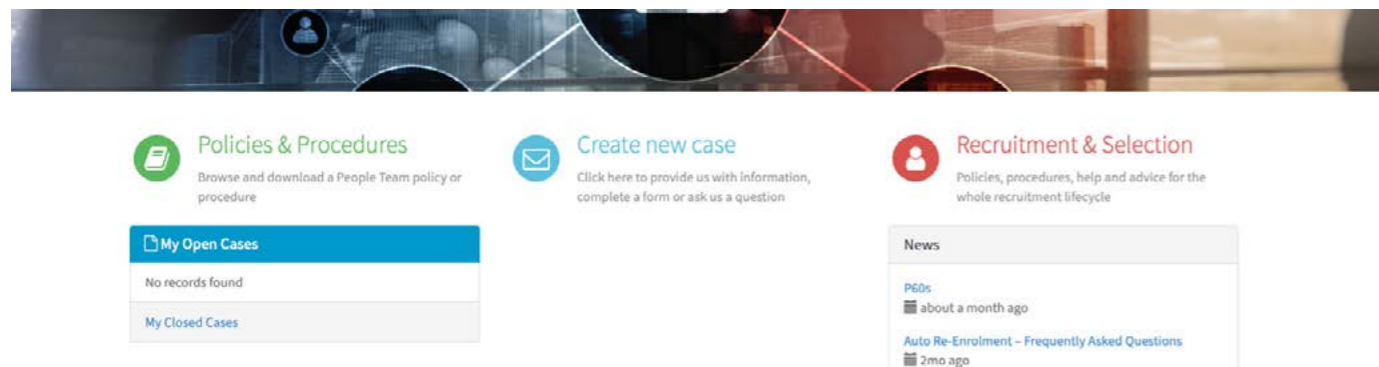 Policies & Procedures
Browse and download a People Team policy or
procedure
Create new case
Click here to provide us with information,
complete a form or ask us a question
Recruitment & Selection
Policies, procedures, help and advice for the
whole recruitment lifecycle
My Open Cases
No records found
My Closed Cases
News
P60s
about a month ago
Auto Re-Enrolment – Frequently Asked Questions
2mo ago